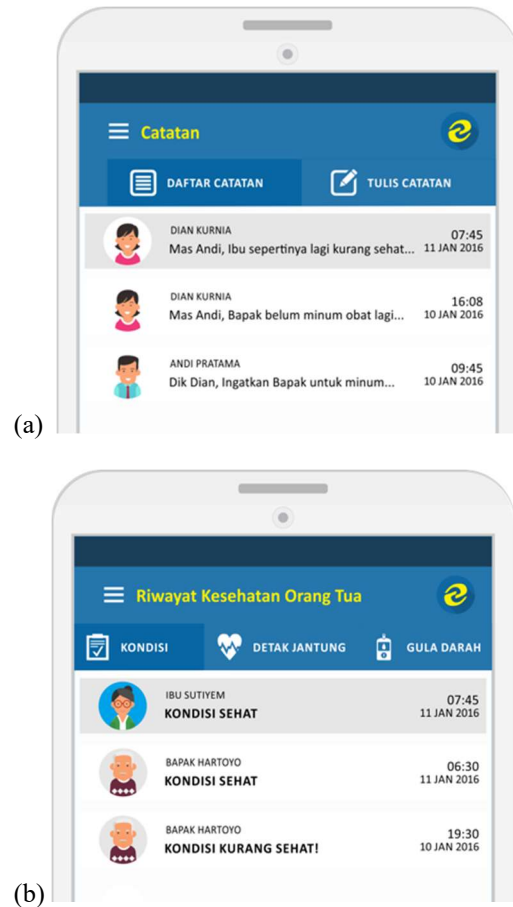 Catatan
DAFTAR CATATAN
TULIS CATATAN
DIAN KURNIA
Mas Andi, Ibu sepertinya lagi kurang sehat...
07:45
11 JAN 2016
DIAN KURNIA
Mas Andi, Bapak belum minum obat lagi...
16:08
10 JAN 2016
ANDI PRATAMA
Dik Dian, Ingatkan Bapak untuk minum...
09:45
10 JAN 2016
(a)
Riwayat Kesehatan Orang Tua
KONDISI
DETAK JANTUNG
GULA DARAH
IBU SUTIYEM
KONDISI SEHAT
07:45
11 JAN 2016
BAPAK HARTOYO
KONDISI SEHAT
06:30
11 JAN 2016
BAPAK HARTOYO
KONDISI KURANG SEHAT!
19:30
10 JAN 2016
(b)